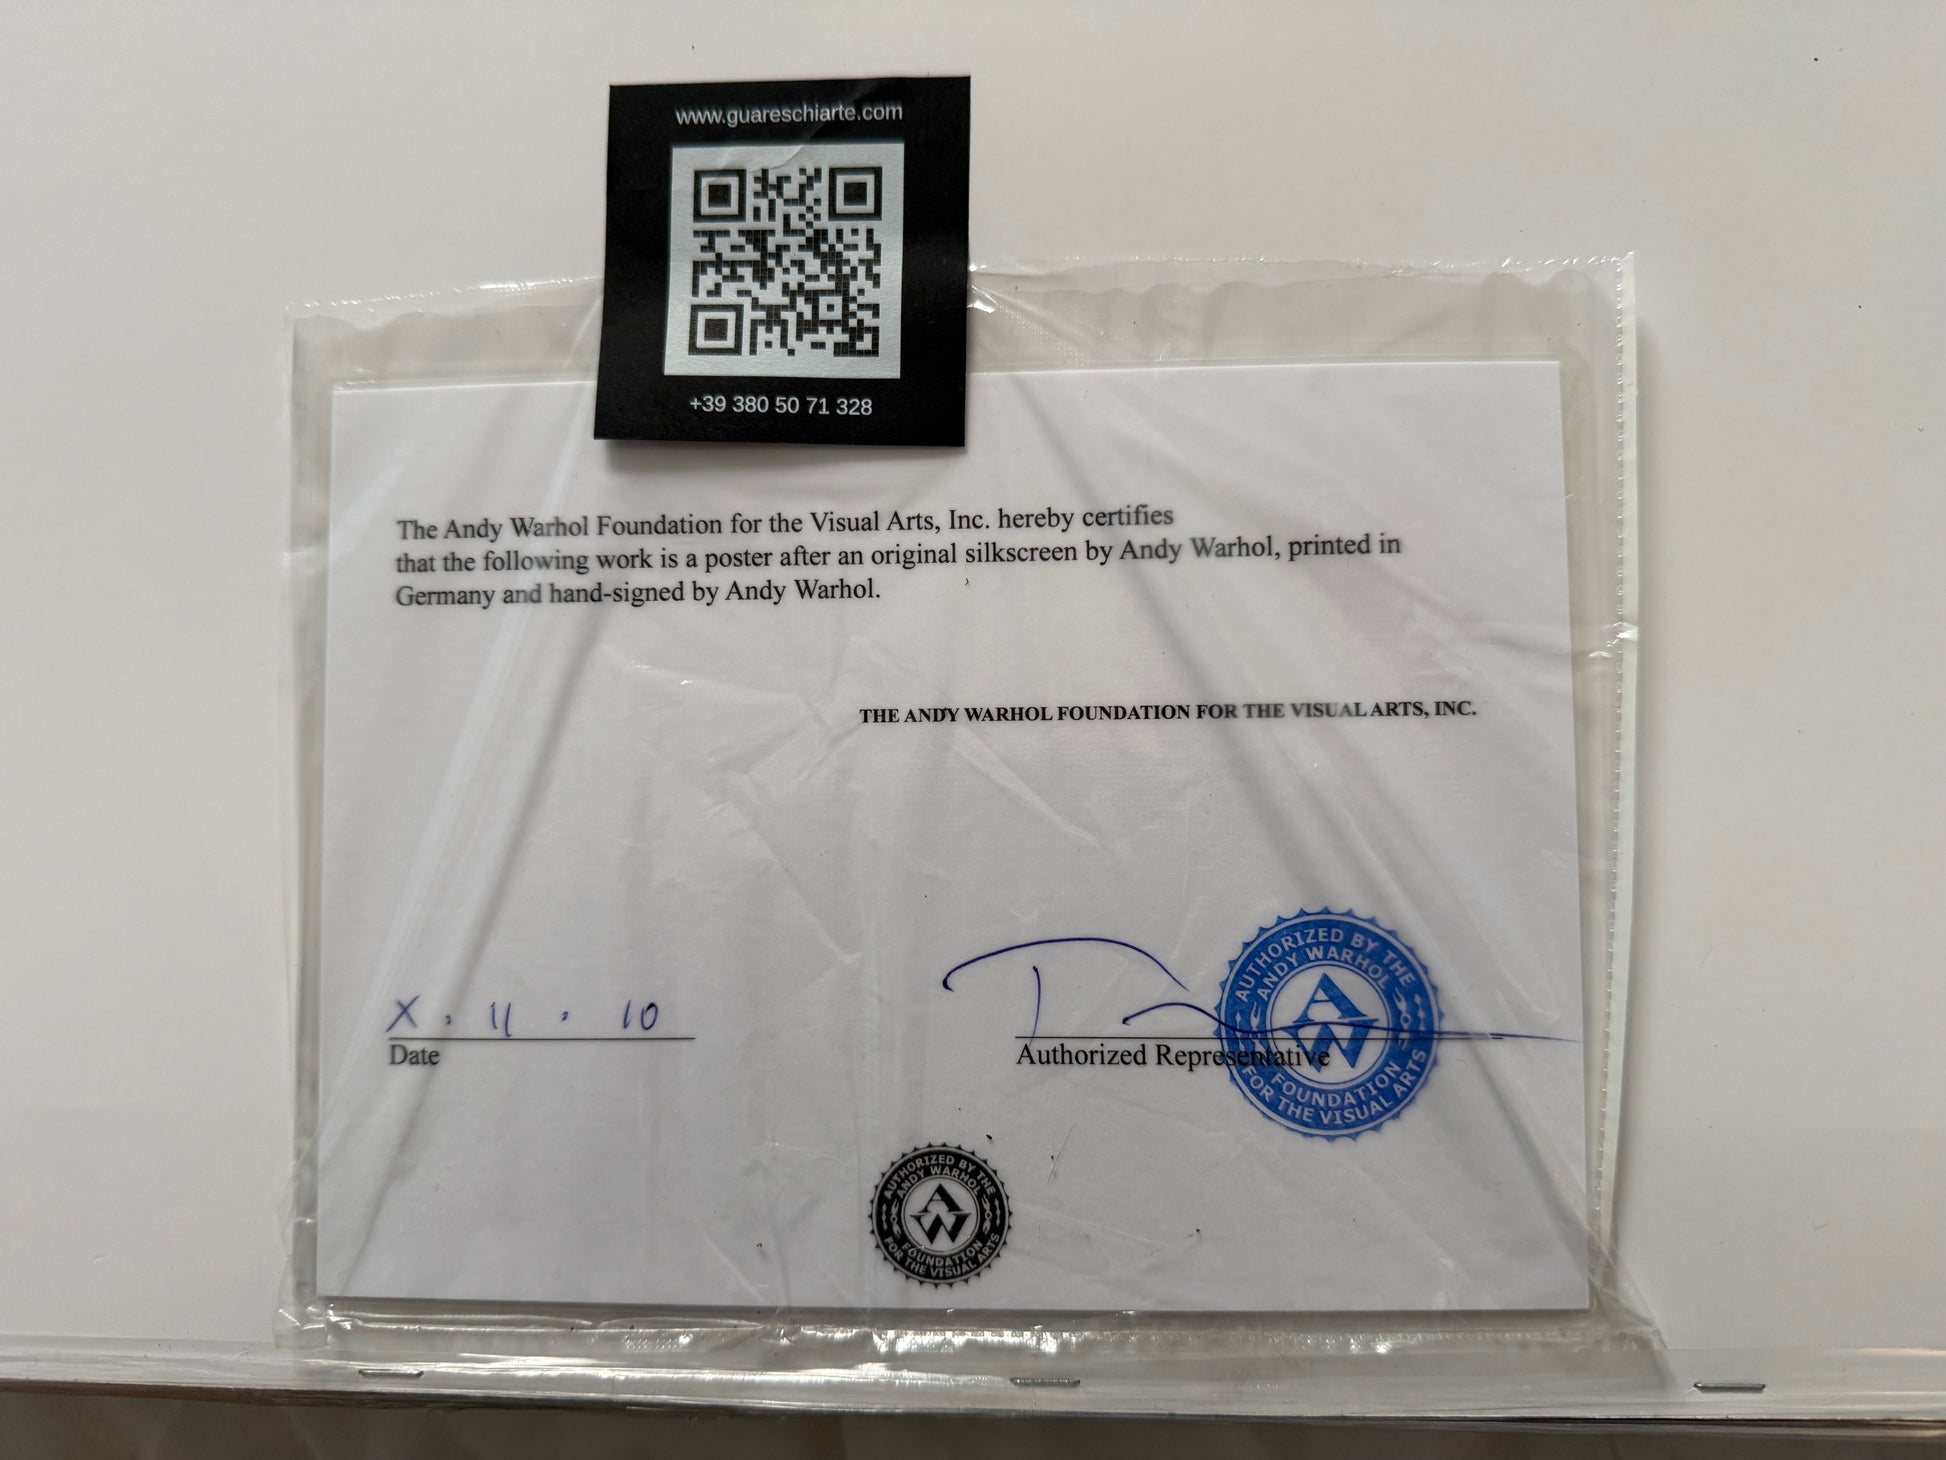 www.guareschiarte.com
+39 380 50 71 328
The Andy Warhol Foundation for the Visual Arts, Inc. hereby certifies
that the following work is a poster after an original silkscreen by Andy Warhol, printed in
Germany and hand-signed by Andy Warhol.
THE ANDY WARHOL FOUNDATION FOR THE VISUAL ARTS, INC.
X . 11 . 10
Date
Authorized Representative
AUTHORIZED BY THE
ANDY WARHOL
AW
FOUNDATION
FOR THE VISUAL ARTS
AUTHORIZED BY THE
ANDY WARHOL
AW
FOUNDATION
FOR THE VISUAL ARTS